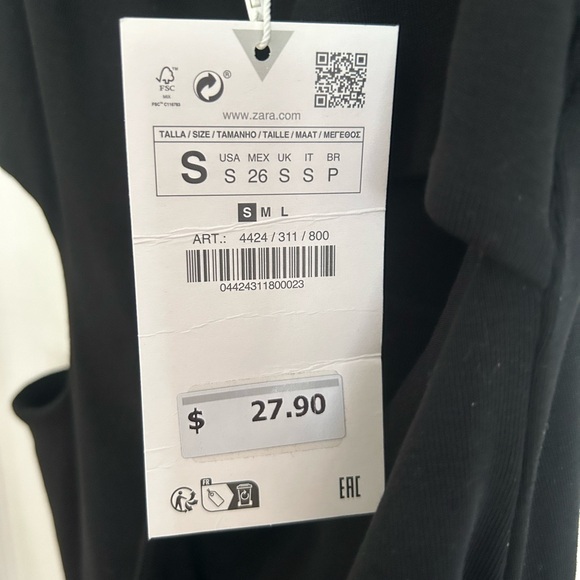 FSC
www.zara.com
TALLA / SIZE / TAMANHO / TAILLE / MAAT / ΜΕΓΕΘΟΣ
S USA MEX UK IT BR
S 26 S S P
S M L
ART.: 4424 / 311 / 800
04424311800023
$ 27.90
FR
EAC